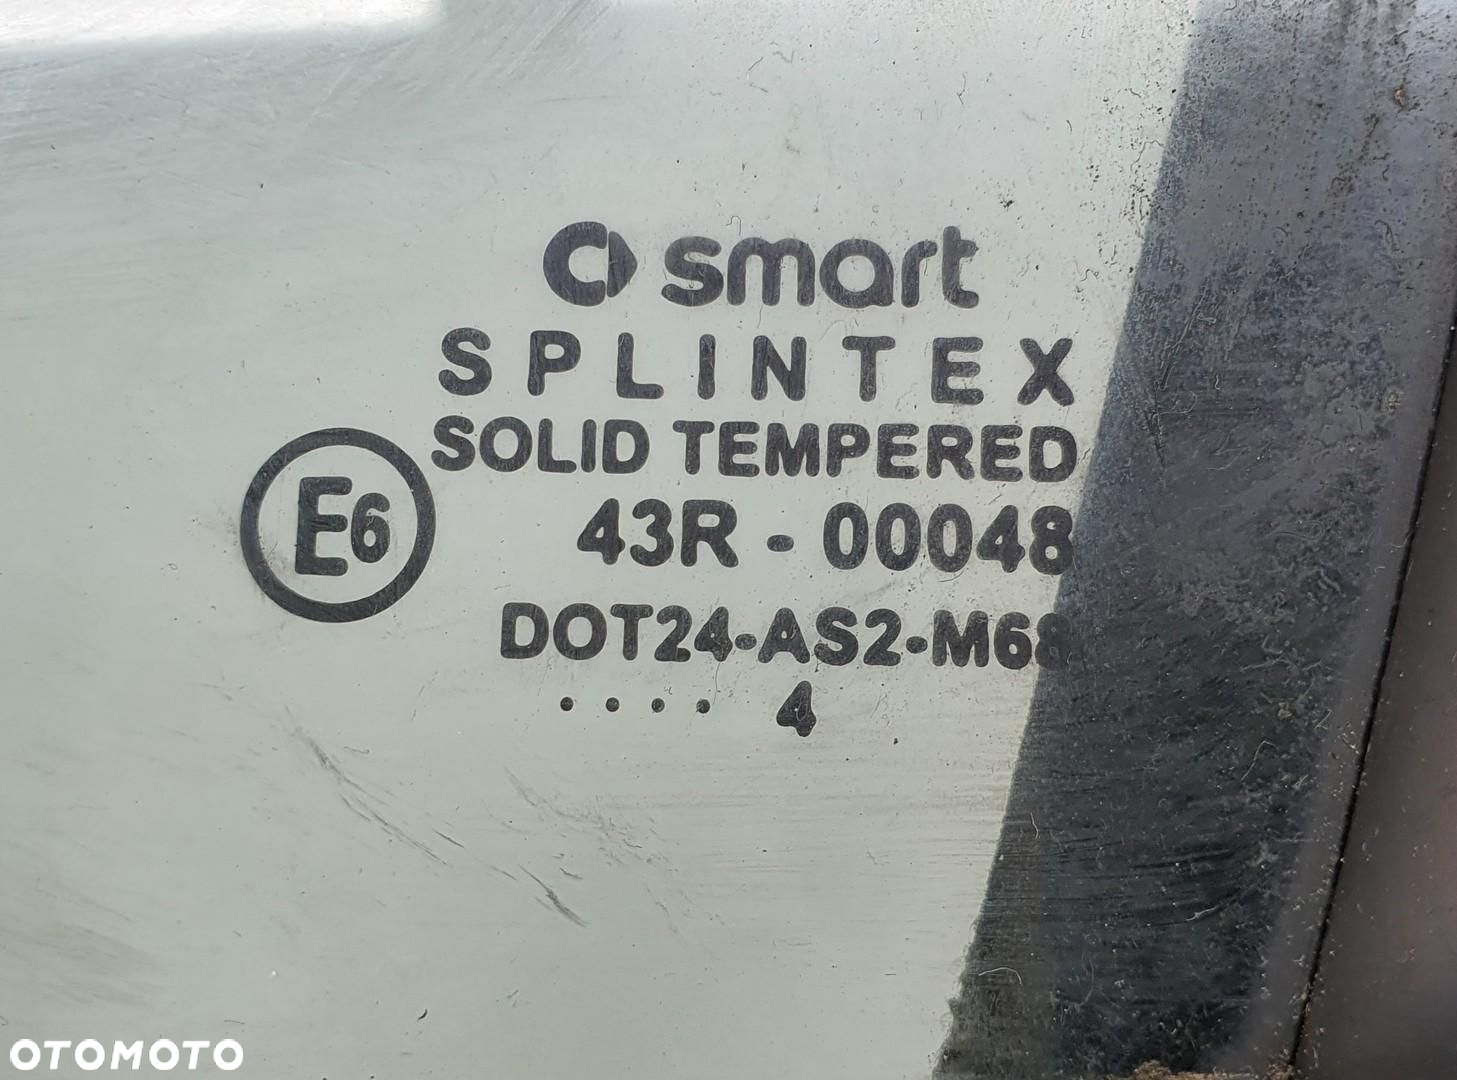 smart
SPLINTEX
SOLID TEMPERED
E6
43R - 00048
DOT24-AS2-M68
. . . . 4
OTOMOTO